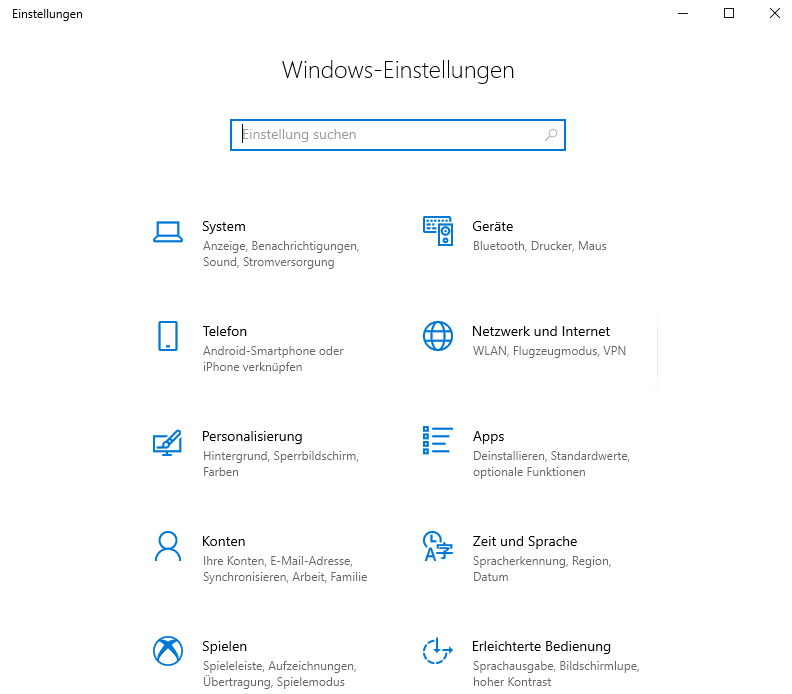 Einstellungen
Windows-Einstellungen
Einstellung suchen
System
Anzeige, Benachrichtigungen,
Sound, Stromversorgung
Geräte
Bluetooth, Drucker, Maus
Telefon
Android-Smartphone oder
iPhone verknüpfen
Netzwerk und Internet
WLAN, Flugzeugmodus, VPN
Personalisierung
Hintergrund, Sperrbildschirm,
Farben
Apps
Deinstallieren, Standardwerte,
optionale Funktionen
Konten
Ihre Konten, E-Mail-Adresse,
Synchronisieren, Arbeit, Familie
Zeit und Sprache
Spracherkennung, Region,
Datum
Spielen
Spieleleiste, Aufzeichnungen,
Übertragung, Spielemodus
Erleichterte Bedienung
Sprachausgabe, Bildschirmlupe,
hoher Kontrast